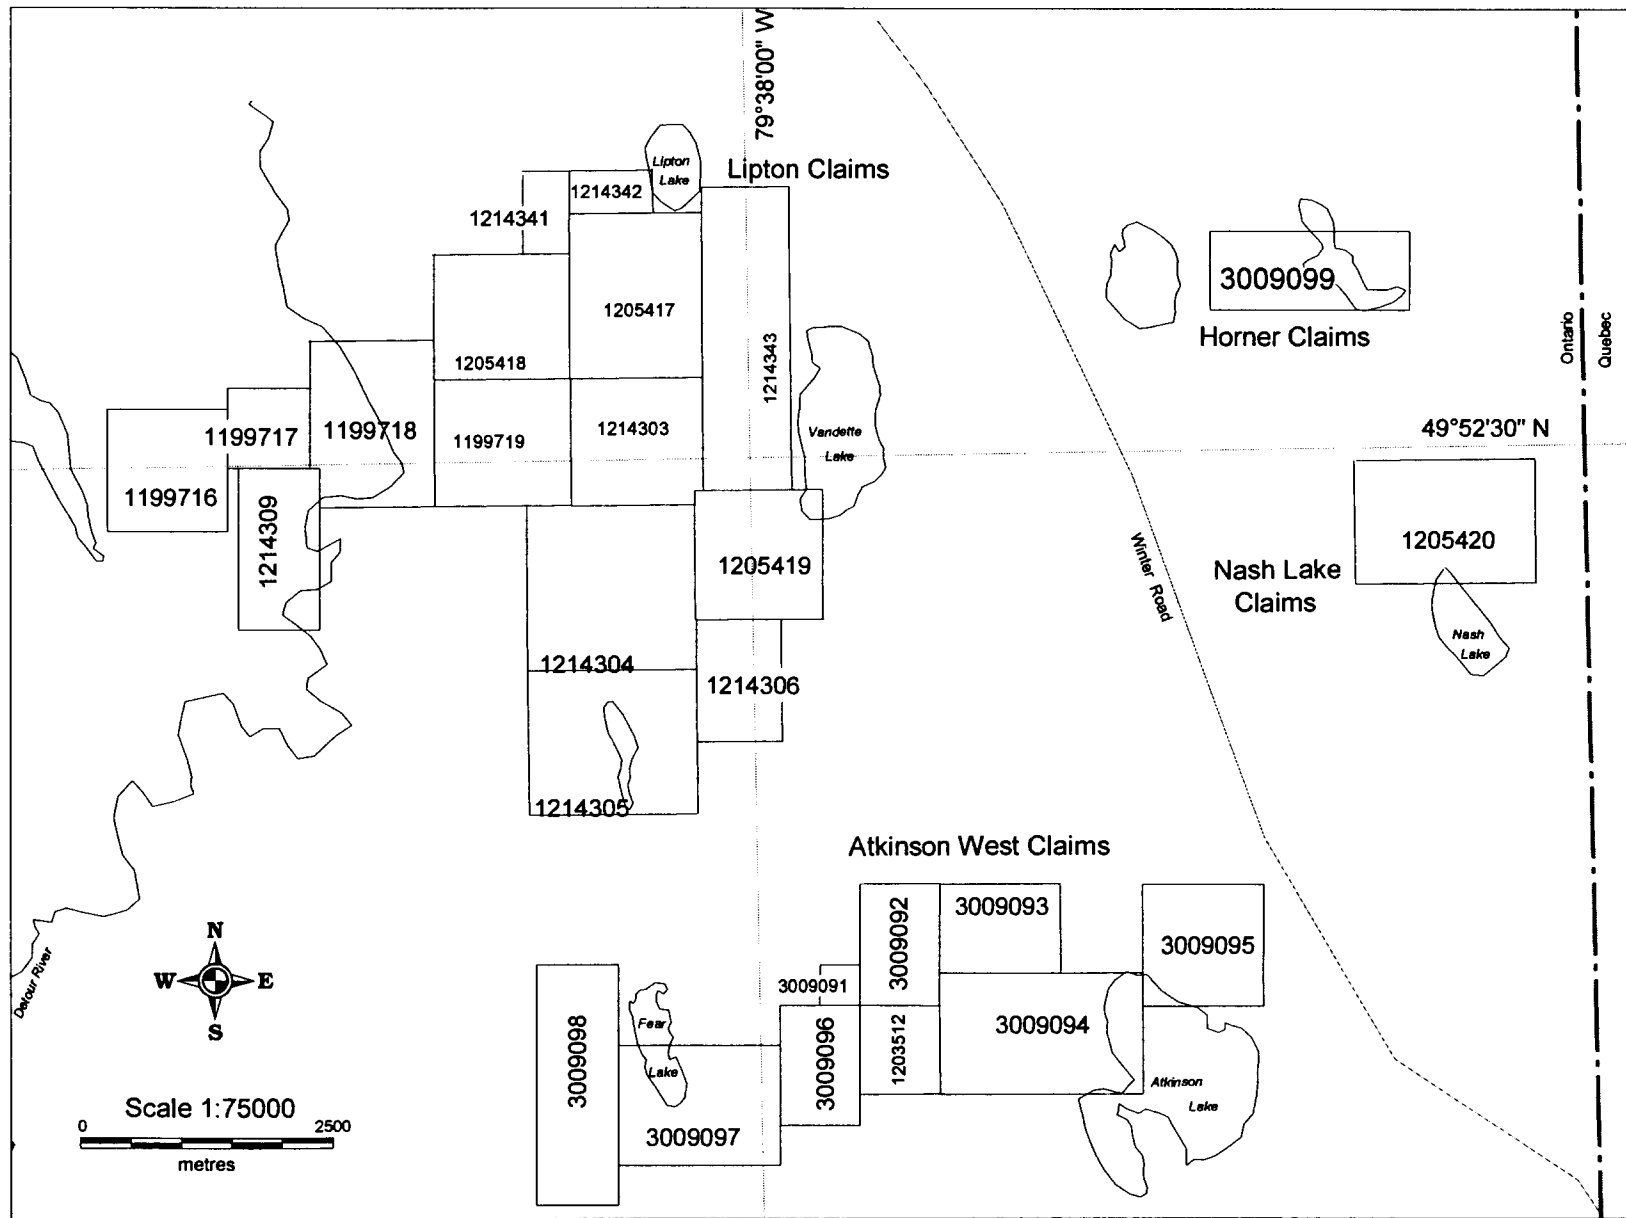 79°38'00" W
Lipton
Lake
Lipton Claims
1214342
1214341
3009099
1205417
Horner Claims
Ontario
Quebec
1205418
1214343
1199717
1199718
1199719
1214303
Vandette
Lake
49°52'30" N
1199716
1214309
1205419
1205420
Winter Road
Nash Lake
Claims
Nash
Lake
1214304
1214306
1214305
Atkinson West Claims
3009092
3009093
3009095
N
W
E
S
Detour River
3009091
3009098
Fear
Lake
3009096
1203512
3009094
Atkinson
Lake
3009097
Scale 1:75000
0
2500
metres